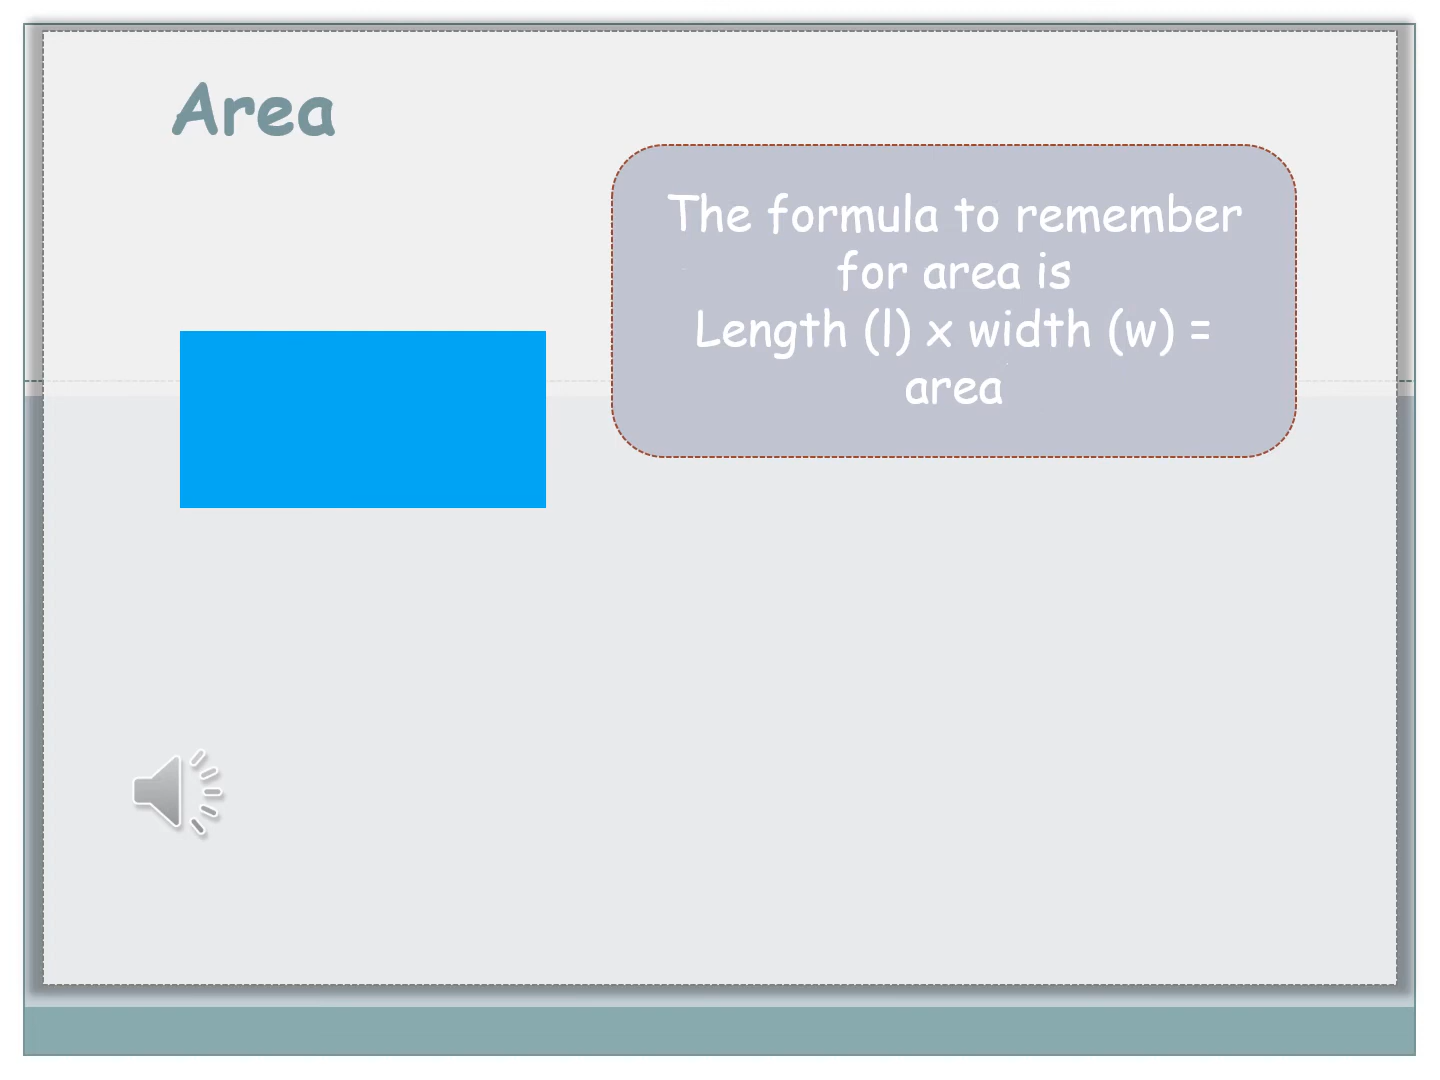 Area
The formula to remember
for area is
Length (l) x width (w) =
area